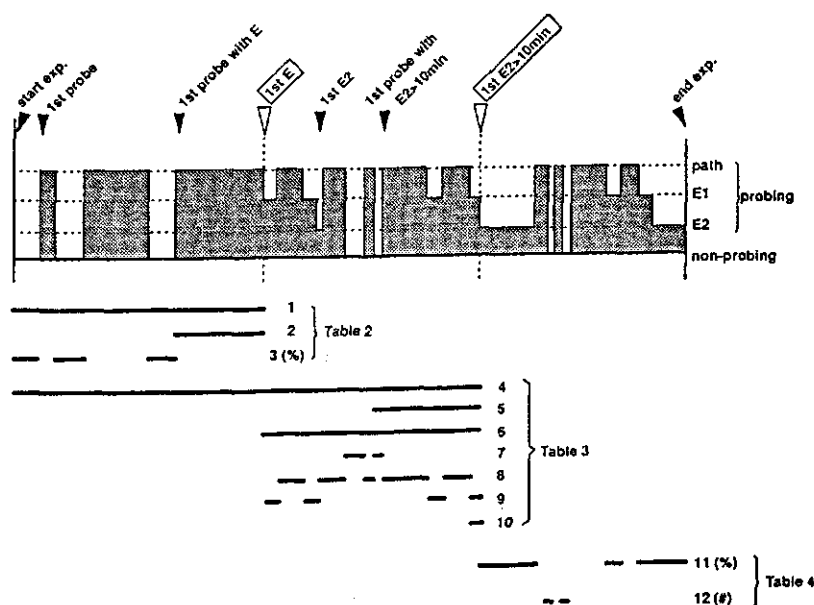 start exp.
1st probe
1st probe with E
1st E
1st E2
1st probe with
E2>10min
1st E2>10min
end exp.
path
E1
probing
E2
non-probing
1
2
Table 2
3 (%)
4
5
6
7
Table 3
8
9
10
11 (%)
Table 4
12 (#)